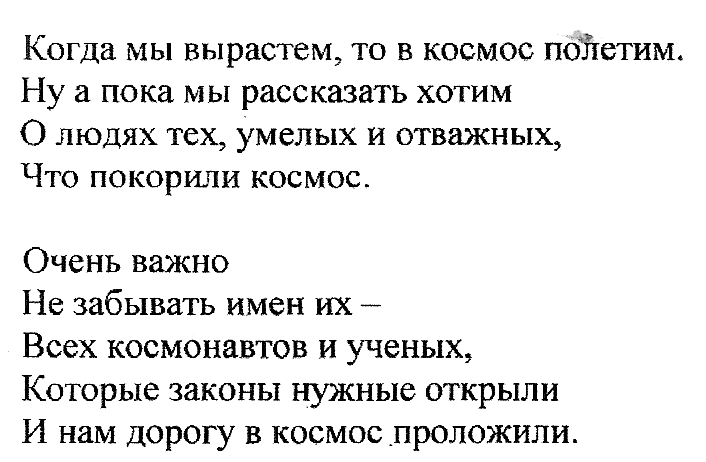 Когда мы вырастем, то в космос полетим.
Ну а пока мы рассказать хотим
О людях тех, умелых и отважных,
Что покорили космос.

Очень важно
Не забывать имен их –
Всех космонавтов и ученых,
Которые законы нужные открыли
И нам дорогу в космос проложили.